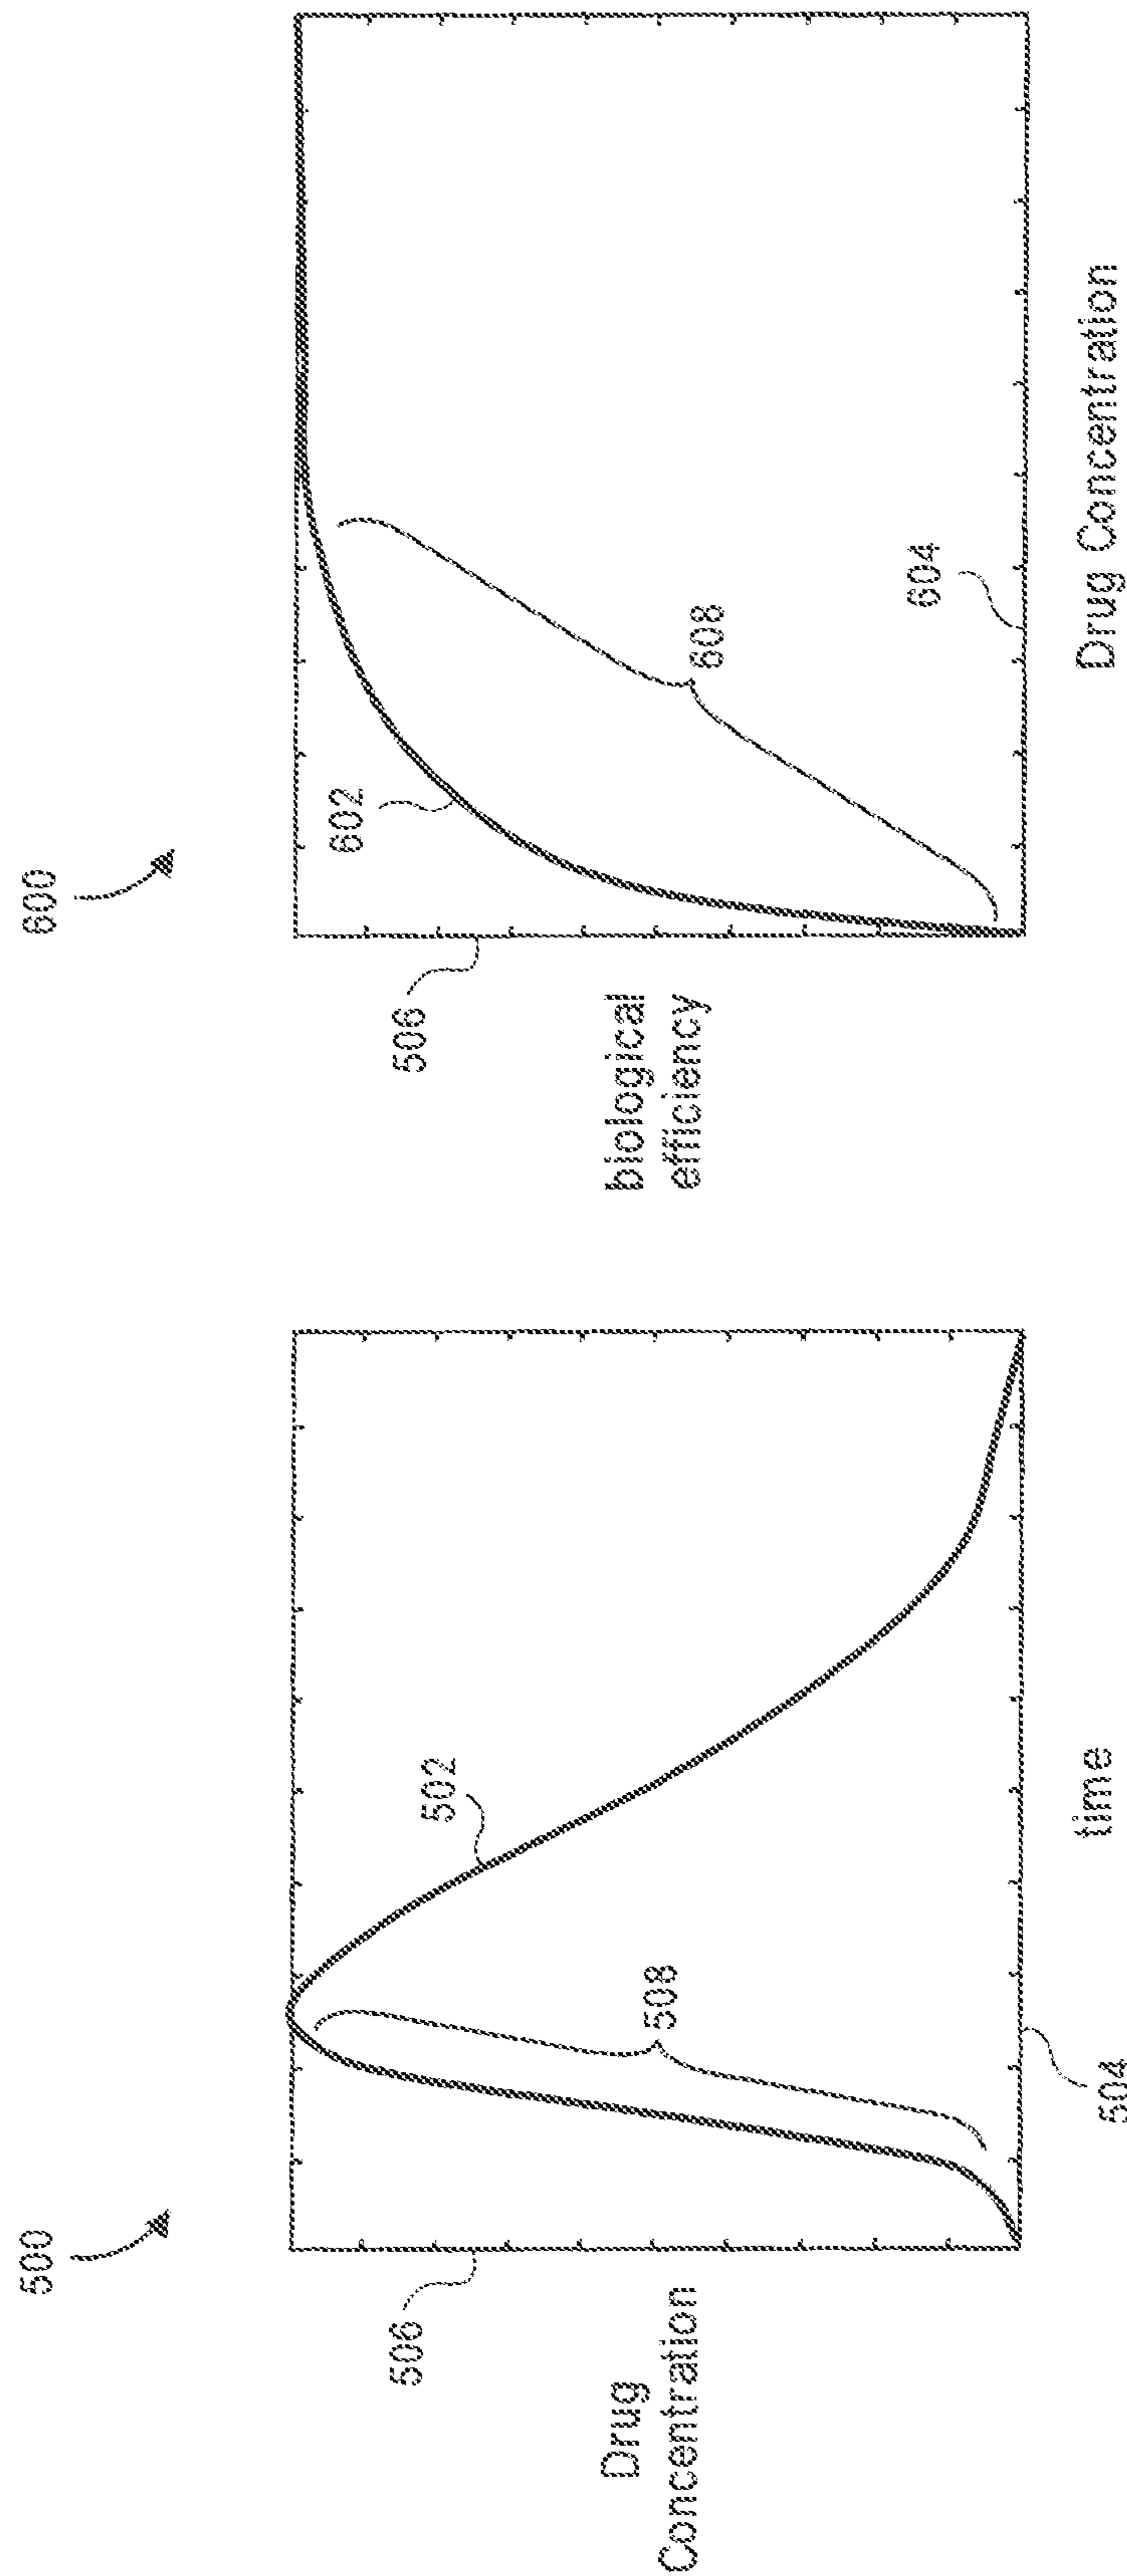 500
506
Drug
Concentration
502
508
504
time
600
506
biological
efficiency
602
608
604
Drug Concentration